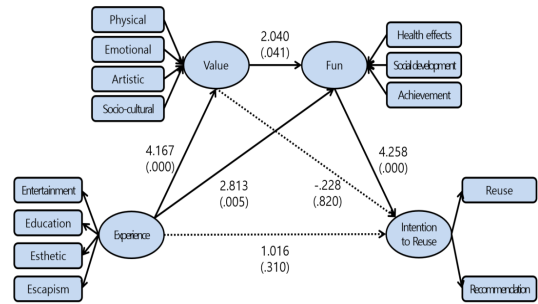 Physical
Emotional
Artistic
Socio-cultural
Value
2.040
(.041)
Fun
Health effects
Social development
Achievement
4.167
(.000)
2.813
(.005)
-.228
(.820)
4.258
(.000)
Entertainment
Education
Esthetic
Escapism
Experience
1.016
(.310)
Intention
to Reuse
Reuse
Recommendation